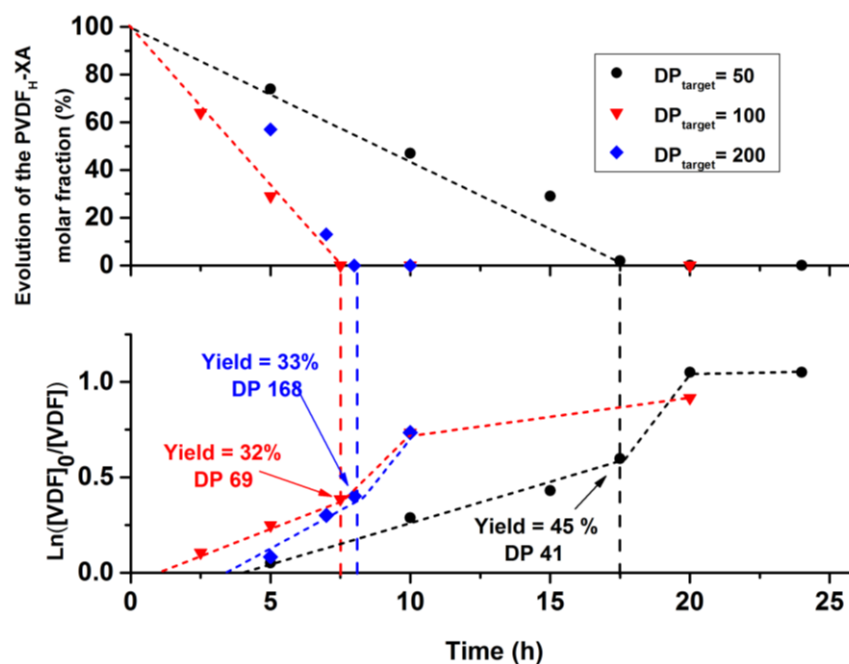 Evolution of the PVDF_H-XA
molar fraction (%)
100
80
60
40
20
0
DP_target= 50
DP_target= 100
DP_target= 200
Ln([VDF]_0/[VDF])
1.0
0.5
0.0
Yield = 33%
DP 168
Yield = 32%
DP 69
Yield = 45 %
DP 41
0 5 10 15 20 25
Time (h)